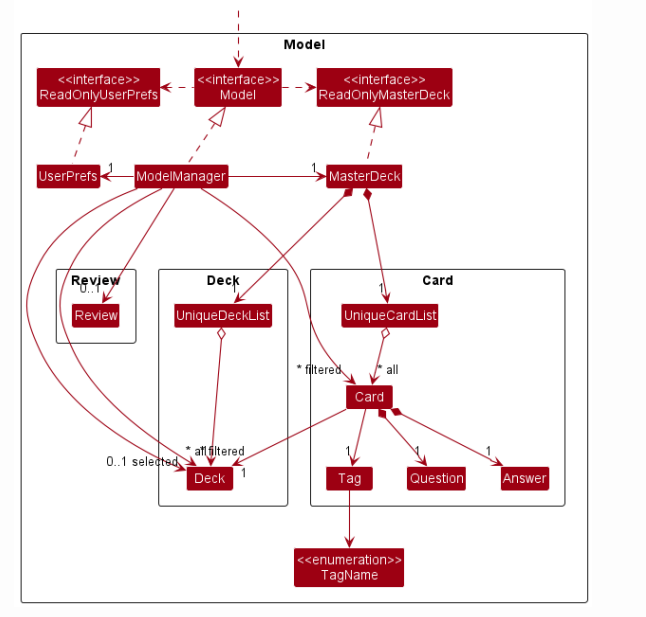 Model
<<interface>>
ReadOnlyUserPrefs
<<interface>>
Model
<<interface>>
ReadOnlyMasterDeck
UserPrefs
1
ModelManager
1
MasterDeck
Review
0..1
Review
Deck
1
UniqueDeckList
Card
1
UniqueCardList
* filtered
* all
Card
* all
* filtered
0..1 selected
1
Deck
1
Tag
1
Question
1
Answer
<<enumeration>>
TagName